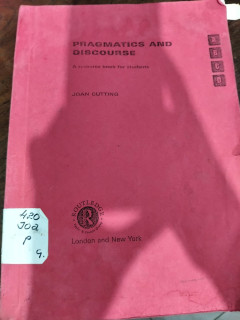 PRAGMATICS AND
DISCOURSE
A resource book for students
A
B
C
D
JOAN CUTTING
ROUTLEDGE
London and New York
420
Joa
P
G.